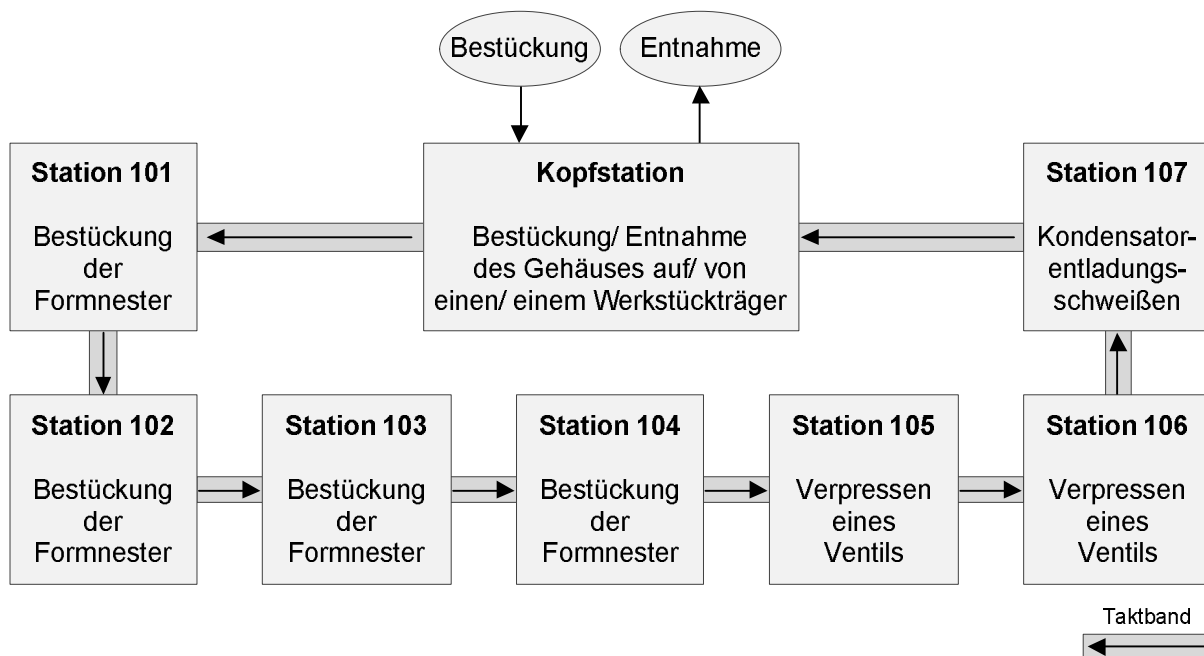 Bestückung
Entnahme
Station 101
Bestückung
der
Formnester
Kopfstation
Bestückung/ Entnahme
des Gehäuses auf/ von
einen/ einem Werkstückträger
Station 107
Kondensator-
entladungs-
schweißen
Station 102
Bestückung
der
Formnester
Station 103
Bestückung
der
Formnester
Station 104
Bestückung
der
Formnester
Station 105
Verpressen
eines
Ventils
Station 106
Verpressen
eines
Ventils
Taktband